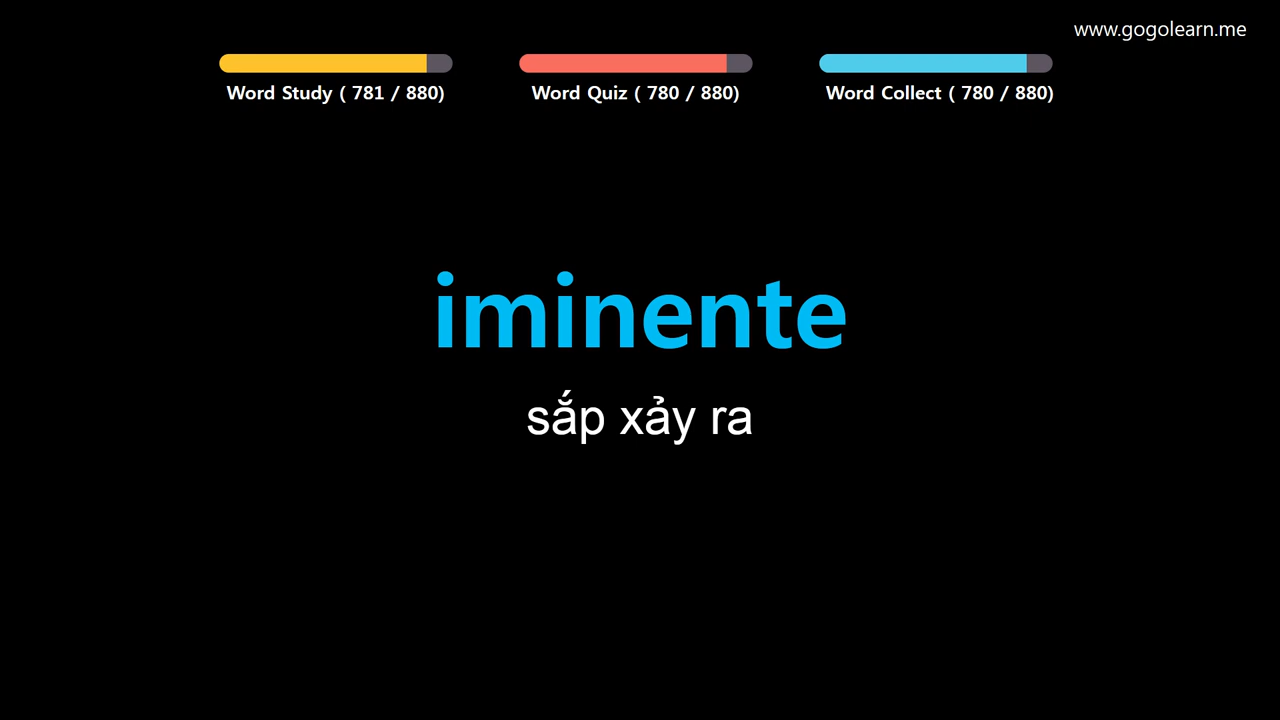 www.gogolearn.me
Word Study ( 781 / 880)
Word Quiz ( 780 / 880)
Word Collect ( 780 / 880)
iminente
sắp xảy ra